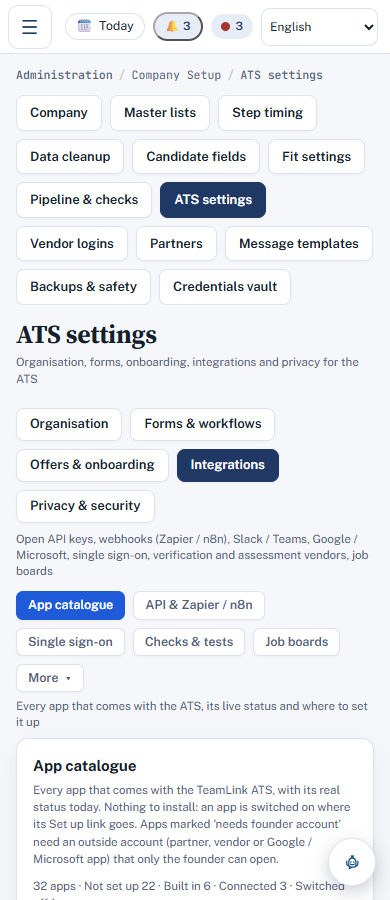 Today
3
3
English
Administration / Company Setup / ATS settings
Company
Master lists
Step timing
Data cleanup
Candidate fields
Fit settings
Pipeline & checks
ATS settings
Vendor logins
Partners
Message templates
Backups & safety
Credentials vault
ATS settings
Organisation, forms, onboarding, integrations and privacy for the
ATS
Organisation
Forms & workflows
Offers & onboarding
Integrations
Privacy & security
Open API keys, webhooks (Zapier / n8n), Slack / Teams, Google /
Microsoft, single sign-on, verification and assessment vendors, job
boards
App catalogue
API & Zapier / n8n
Single sign-on
Checks & tests
Job boards
More
Every app that comes with the ATS, its live status and where to set
it up
App catalogue
Every app that comes with the TeamLink ATS, with its real
status today. Nothing to install: an app is switched on where
its Set up link goes. Apps marked 'needs founder account'
need an outside account (partner, vendor or Google /
Microsoft app) that only the founder can open.
32 apps · Not set up 22 · Built in 6 · Connected 3 · Switched